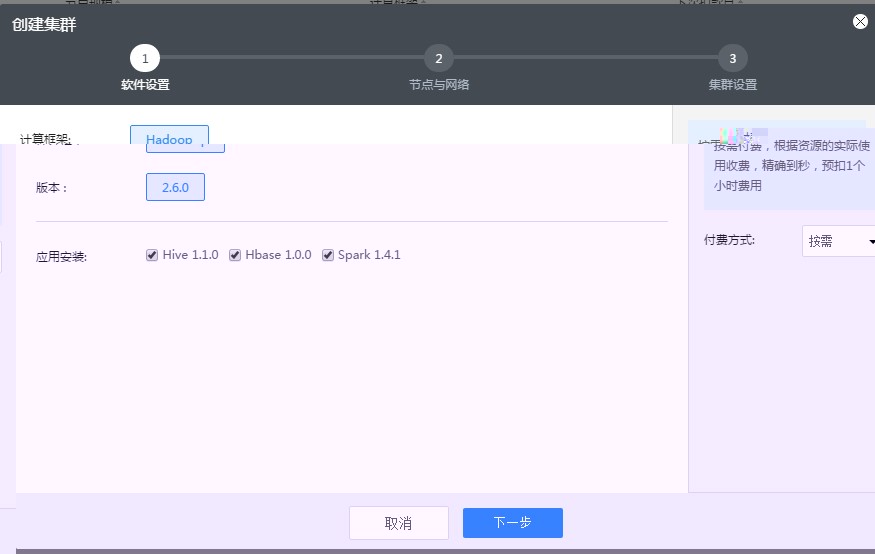 创建集群
1
2
3
软件设置
节点与网络
集群设置
计算框架:
Hadoop
按需付费，根据资源的实际使
用收费，精确到秒，预扣1个
小时费用
版本：
2.6.0
付费方式:
按需
应用安装:
Hive 1.1.0
Hbase 1.0.0
Spark 1.4.1
取消
下一步